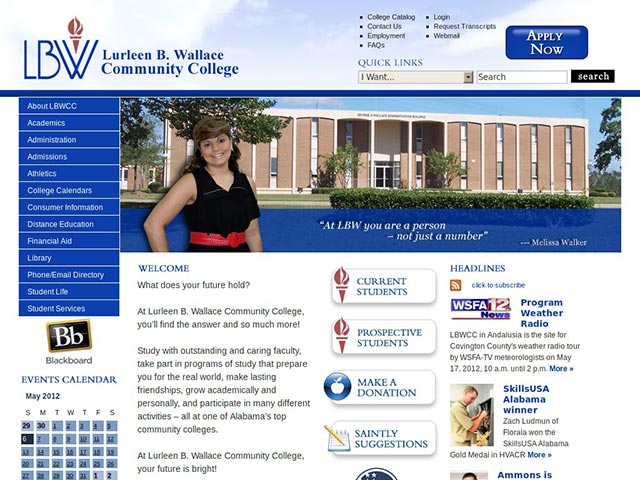 LBW
Lurleen B. Wallace
Community College
College Catalog
Contact Us
Employment
FAQs
Login
Request Transcripts
Webmail
APPLY
NOW
QUICK LINKS
I Want...
Search
search
About LBWCC
Academics
Administration
Admissions
Athletics
College Calendars
Consumer Information
Distance Education
Financial Aid
Library
Phone/Email Directory
Student Life
Student Services
"At LBW you are a person
– not just a number"
--- Melissa Walker
Bb
Blackboard
EVENTS CALENDAR
May 2012
S M T W T F S
29 30 1 2 3 4 5
6 7 8 9 10 11 12
13 14 15 16 17 18 19
20 21 22 23 24 25 26
27 28 29 30 31 1 2
WELCOME
What does your future hold?
At Lurleen B. Wallace Community College,
you'll find the answer and so much more!
Study with outstanding and caring faculty,
take part in programs of study that prepare
you for the real world, make lasting
friendships, grow academically and
personally, and participate in many different
activities – all at one of Alabama's top
community colleges.
At Lurleen B. Wallace Community College,
your future is bright!
CURRENT
STUDENTS
PROSPECTIVE
STUDENTS
MAKE A
DONATION
SAINTLY
SUGGESTIONS
HEADLINES
click to subscribe
WSFA 12
News
Program
Weather
Radio
LBWCC in Andalusia is the site for
Covington County's weather radio tour
by WSFA-TV meteorologists on May
17, 2012, 10 a.m. until 2 p.m. More »
SkillsUSA
Alabama
winner
Zach Ludmun of
Florala won the
SkillsUSA Alabama
Gold Medal in HVACR More »
Ammons is